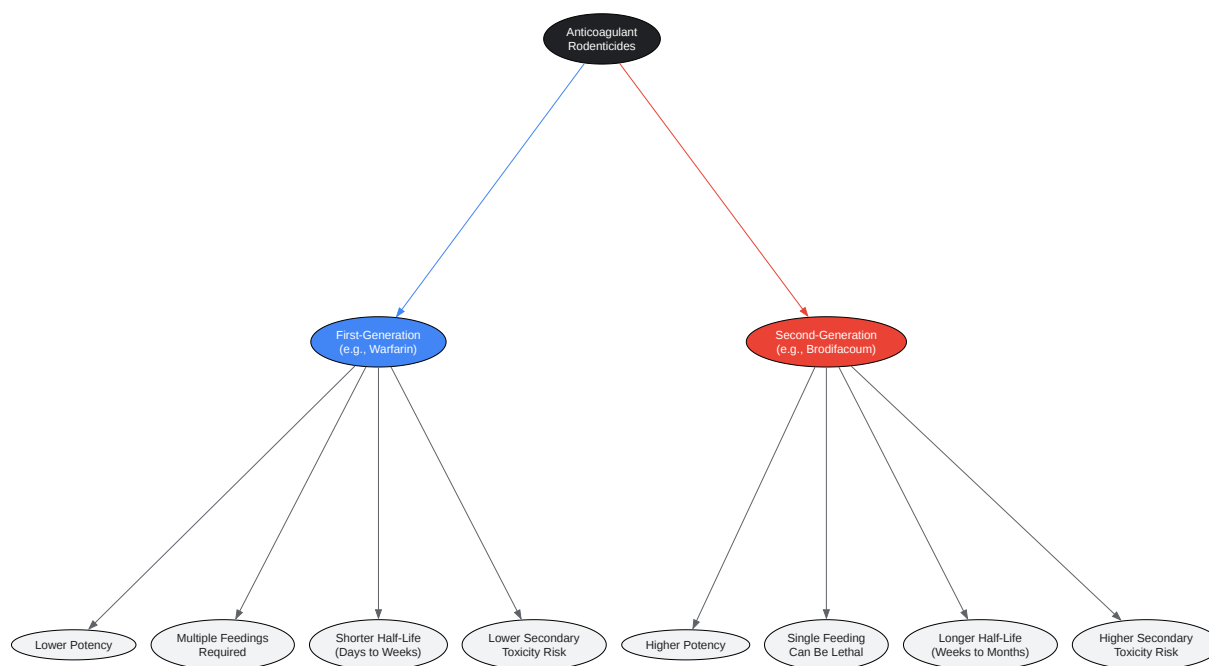 Anticoagulant
Rodenticides
First-Generation
(e.g., Warfarin)
Second-Generation
(e.g., Brodifacoum)
Lower Potency
Multiple Feedings
Required
Shorter Half-Life
(Days to Weeks)
Lower Secondary
Toxicity Risk
Higher Potency
Single Feeding
Can Be Lethal
Longer Half-Life
(Weeks to Months)
Higher Secondary
Toxicity Risk